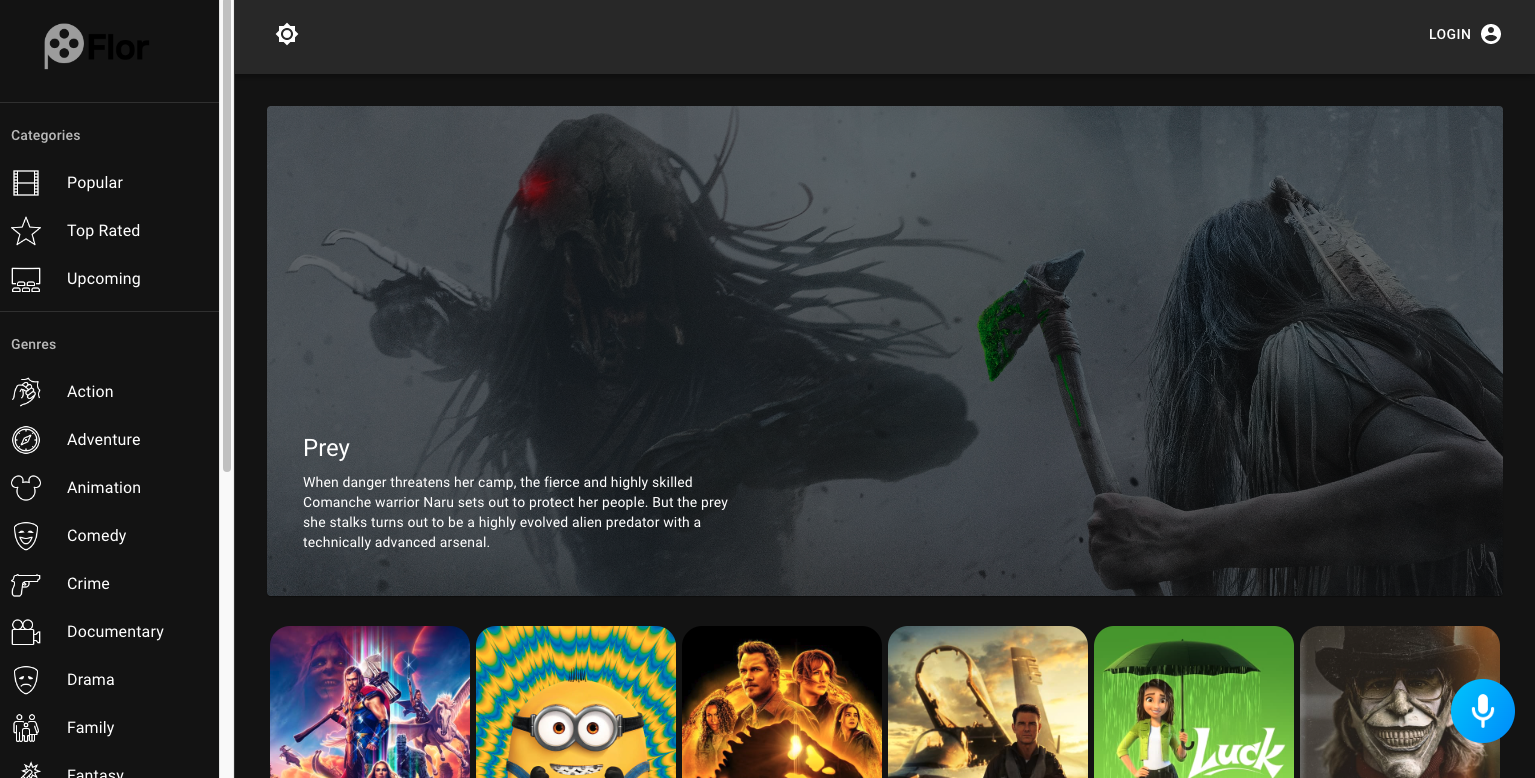 Flor
LOGIN
Categories
Popular
Top Rated
Upcoming
Genres
Action
Adventure
Animation
Comedy
Crime
Documentary
Drama
Family
Fantasy
Prey
When danger threatens her camp, the fierce and highly skilled
Comanche warrior Naru sets out to protect her people. But the prey
she stalks turns out to be a highly evolved alien predator with a
technically advanced arsenal.
Luck